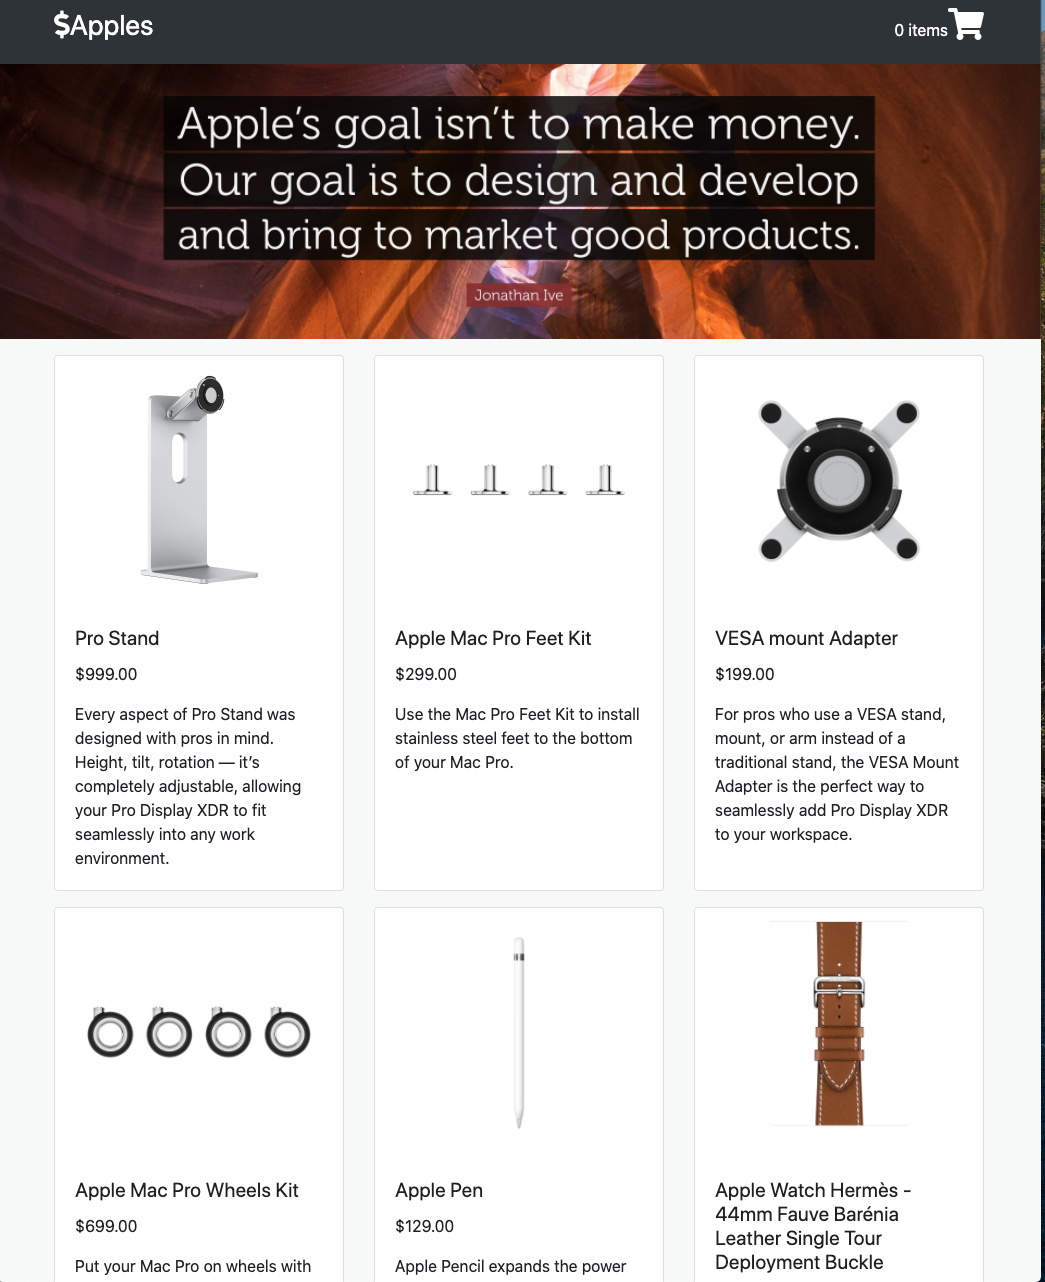 $Apples
0 items
Apple's goal isn't to make money.
Our goal is to design and develop
and bring to market good products.
Jonathan Ive
Pro Stand
$999.00
Every aspect of Pro Stand was
designed with pros in mind.
Height, tilt, rotation — it's
completely adjustable, allowing
your Pro Display XDR to fit
seamlessly into any work
environment.
Apple Mac Pro Feet Kit
$299.00
Use the Mac Pro Feet Kit to install
stainless steel feet to the bottom
of your Mac Pro.
VESA mount Adapter
$199.00
For pros who use a VESA stand,
mount, or arm instead of a
traditional stand, the VESA Mount
Adapter is the perfect way to
seamlessly add Pro Display XDR
to your workspace.
Apple Mac Pro Wheels Kit
$699.00
Put your Mac Pro on wheels with
Apple Pen
$129.00
Apple Pencil expands the power
Apple Watch Hermès -
44mm Fauve Barénia
Leather Single Tour
Deployment Buckle